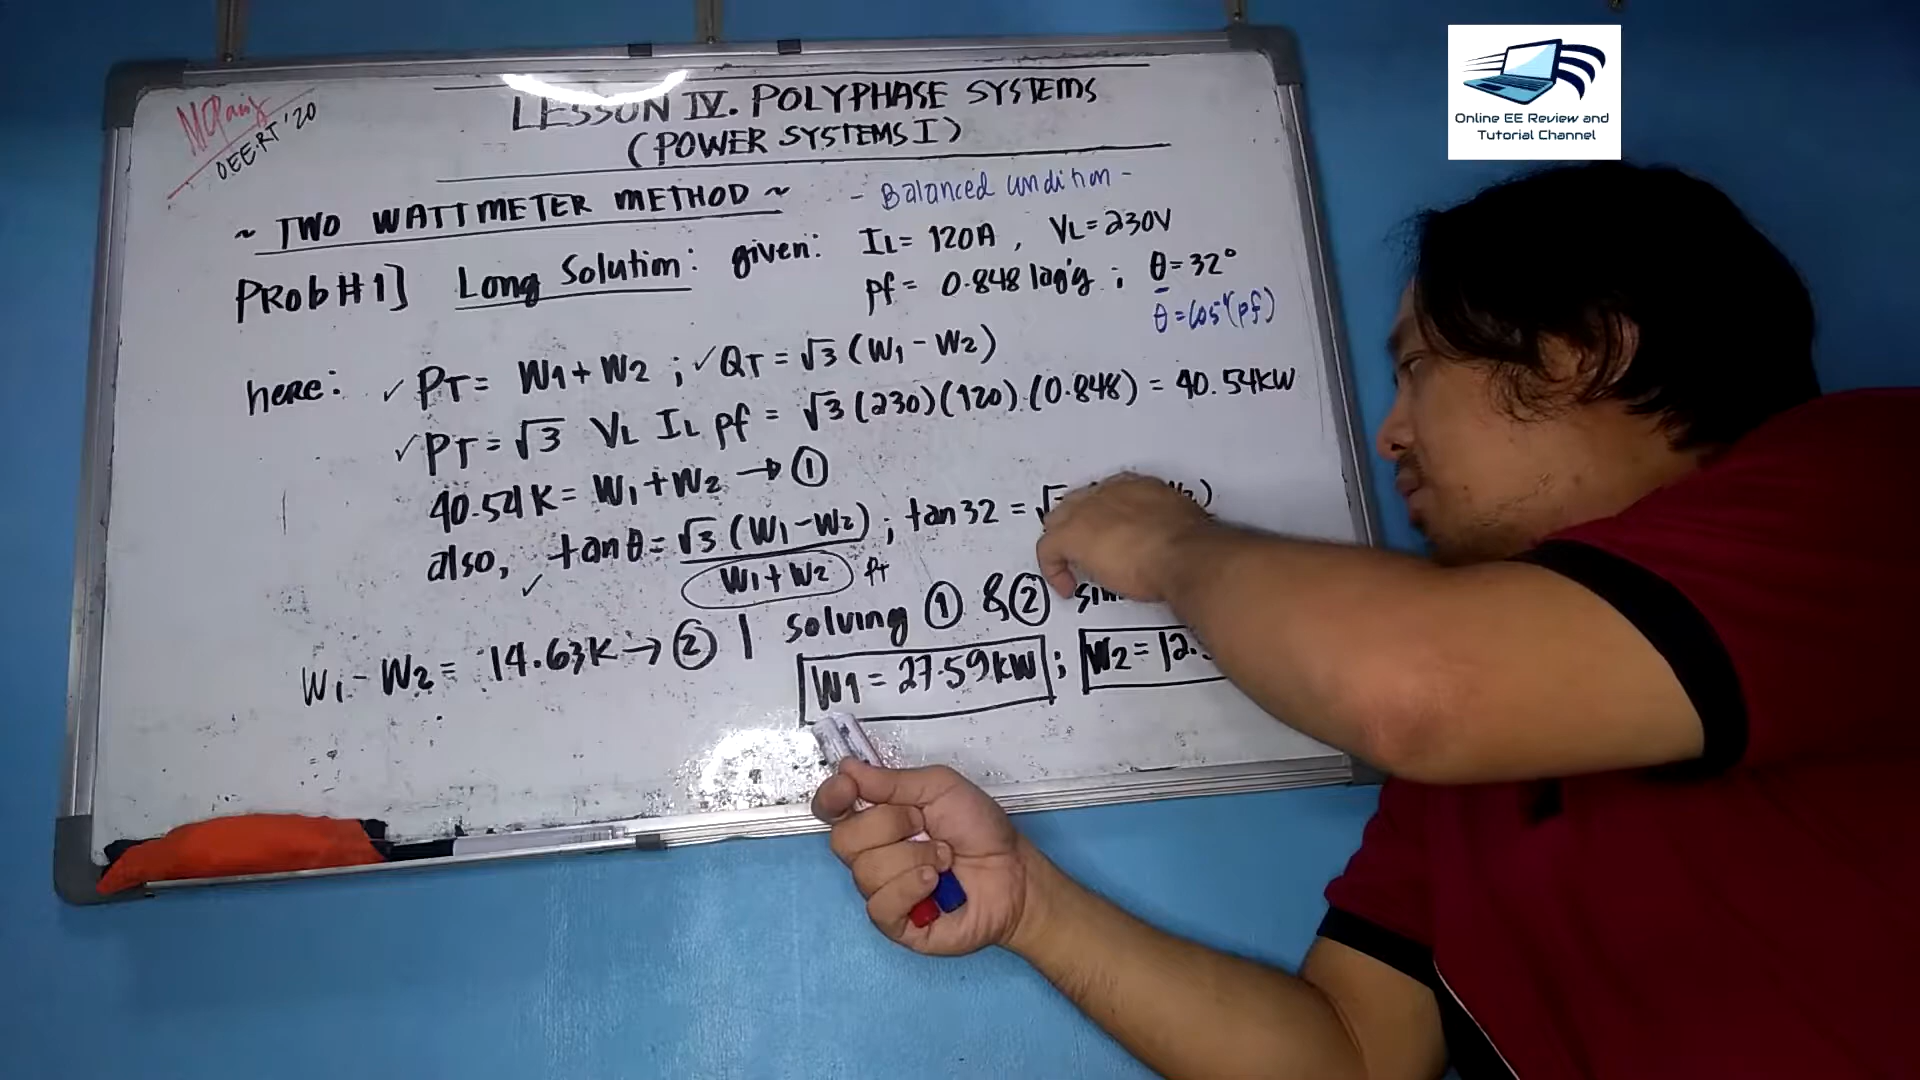 OEE.RT '20
LESSON IV. POLYPHASE SYSTEMS
(POWER SYSTEMS I)
~ TWO WATTMETER METHOD ~ - Balanced condition -
PROb#1] Long Solution: given: IL = 120A , VL = 230V
pf = 0.848 lag'g ; θ = 32°
θ = cos⁻¹(pf)
here: ✓ PT = W1 + W2 ; ✓ QT = √3 (W1 - W2)
✓ PT = √3 VL IL pf = √3 (230)(120).(0.848) = 40.54KW
40.54K = W1 + W2 → ①
also, tan θ = √3 (W1 - W2) ; tan 32 =
✓ W1 + W2 PT
W1 - W2 = 14.63K → ② | solving ① & ②
W1 = 27.59KW ; W2 = 12.
Online EE Review and
Tutorial Channel